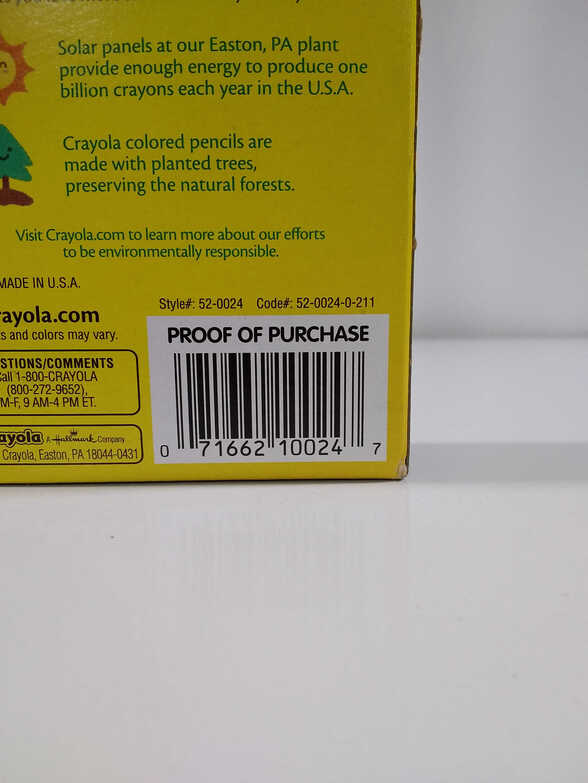 Solar panels at our Easton, PA plant
provide enough energy to produce one
billion crayons each year in the U.S.A.
Crayola colored pencils are
made with planted trees,
preserving the natural forests.
Visit Crayola.com to learn more about our efforts
to be environmentally responsible.
MADE IN U.S.A.
rayola.com
s and colors may vary.
STIONS/COMMENTS
all 1-800-CRAYOLA
(800-272-9652),
M-F, 9 AM-4 PM ET.
ayola A Hallmark Company
Crayola, Easton, PA 18044-0431
Style#: 52-0024 Code#: 52-0024-0-211
PROOF OF PURCHASE
0 71662 10024 7